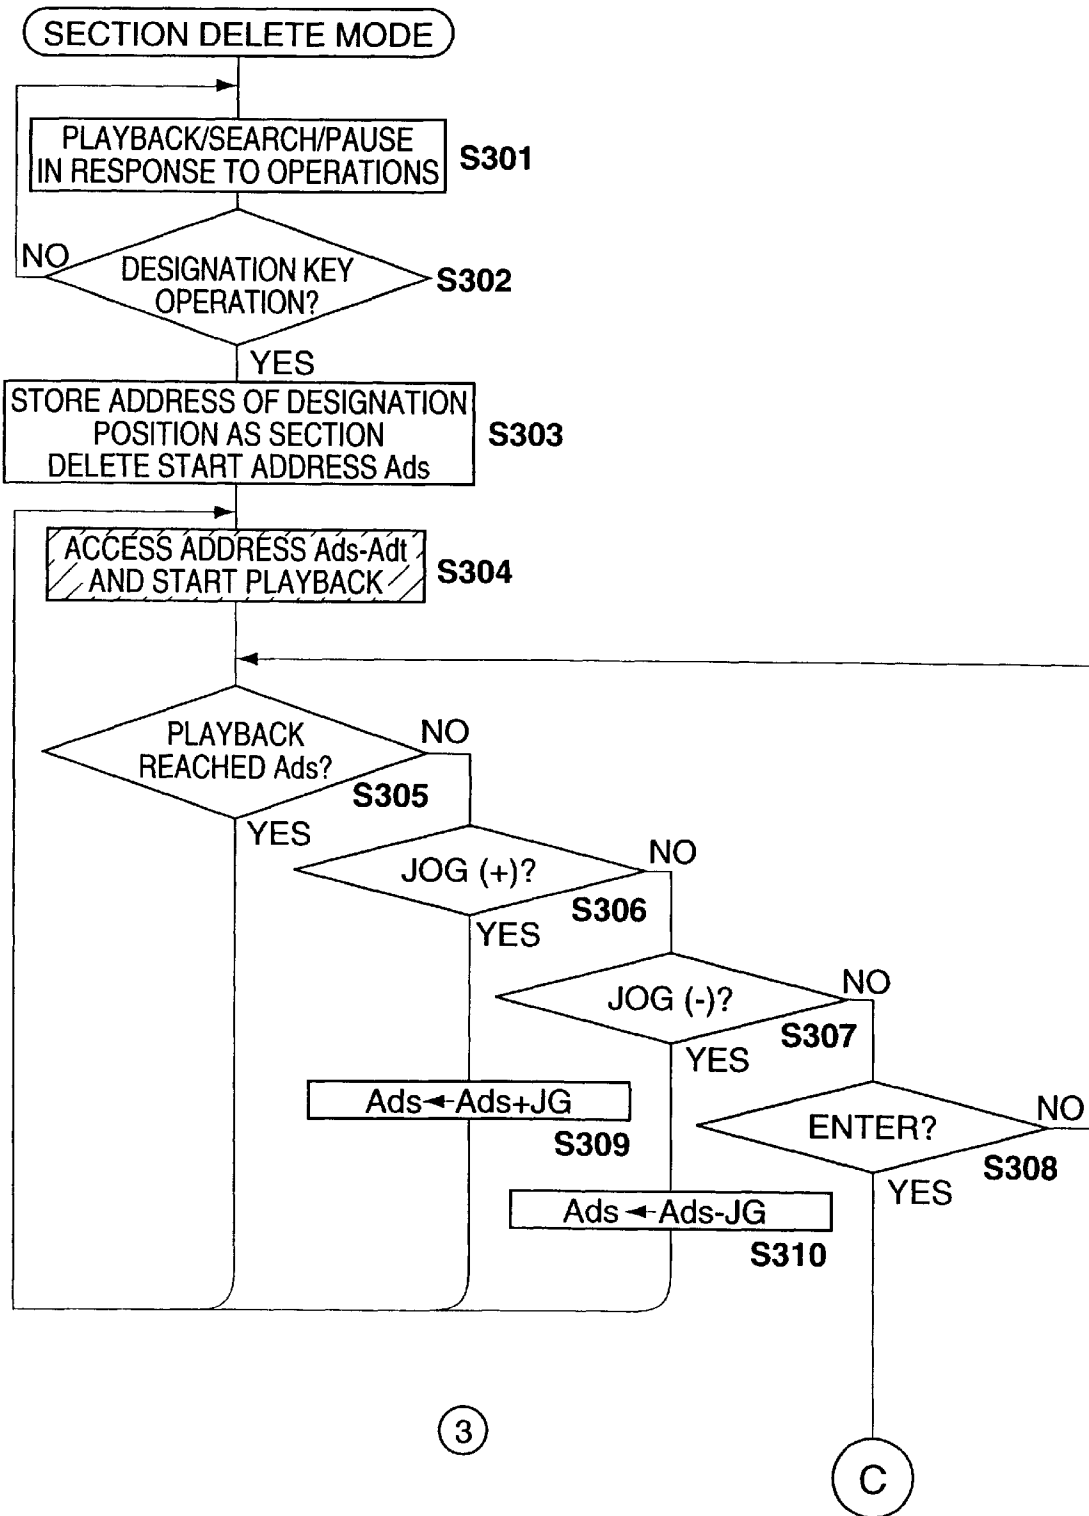 SECTION DELETE MODE
PLAYBACK/SEARCH/PAUSE
IN RESPONSE TO OPERATIONS
S301
NO
DESIGNATION KEY
OPERATION?
S302
YES
STORE ADDRESS OF DESIGNATION
POSITION AS SECTION
DELETE START ADDRESS Ads
S303
ACCESS ADDRESS Ads-Adt
AND START PLAYBACK
S304
PLAYBACK
REACHED Ads?
NO
S305
YES
JOG (+)?
NO
S306
YES
JOG (-)?
NO
S307
YES
Ads←Ads+JG
S309
ENTER?
NO
S308
YES
Ads←Ads-JG
S310
3
C